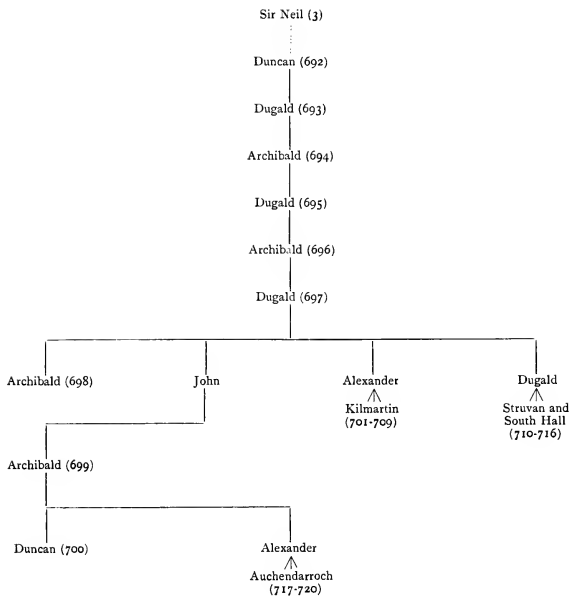 Sir Neil (3)
Duncan (692)
Dugald (693)
Archibald (694)
Dugald (695)
Archibald (696)
Dugald (697)
Archibald (698)
John
Alexander
Kilmartin
(701-709)
Dugald
Struvan and
South Hall
(710-716)
Archibald (699)
Duncan (700)
Alexander
Auchendarroch
(717-720)